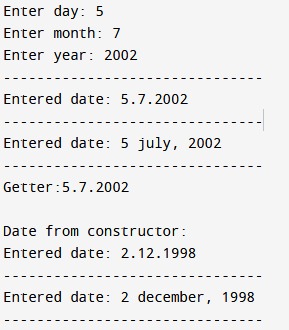 Enter day: 5
Enter month: 7
Enter year: 2002
-------------------------------
Entered date: 5.7.2002
-------------------------------
Entered date: 5 july, 2002
-------------------------------
Getter:5.7.2002
Date from constructor:
Entered date: 2.12.1998
-------------------------------
Entered date: 2 december, 1998
-------------------------------